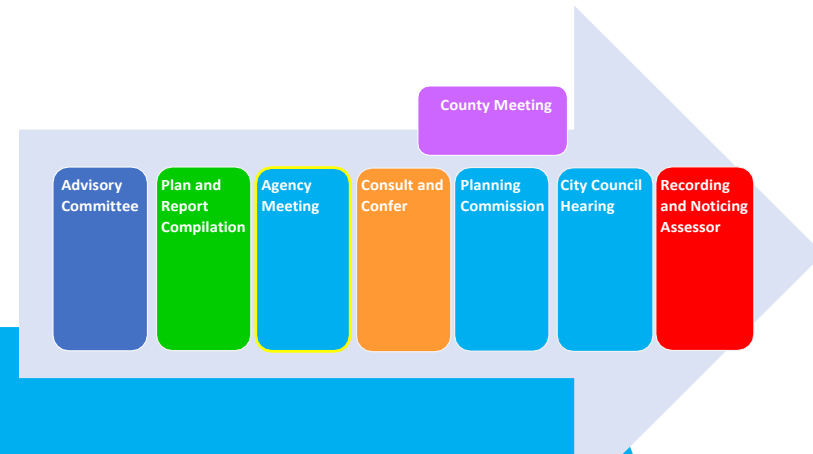 County Meeting
Advisory
Committee
Plan and
Report
Compilation
Agency
Meeting
Consult and
Confer
Planning
Commission
City Council
Hearing
Recording
and Noticing
Assessor